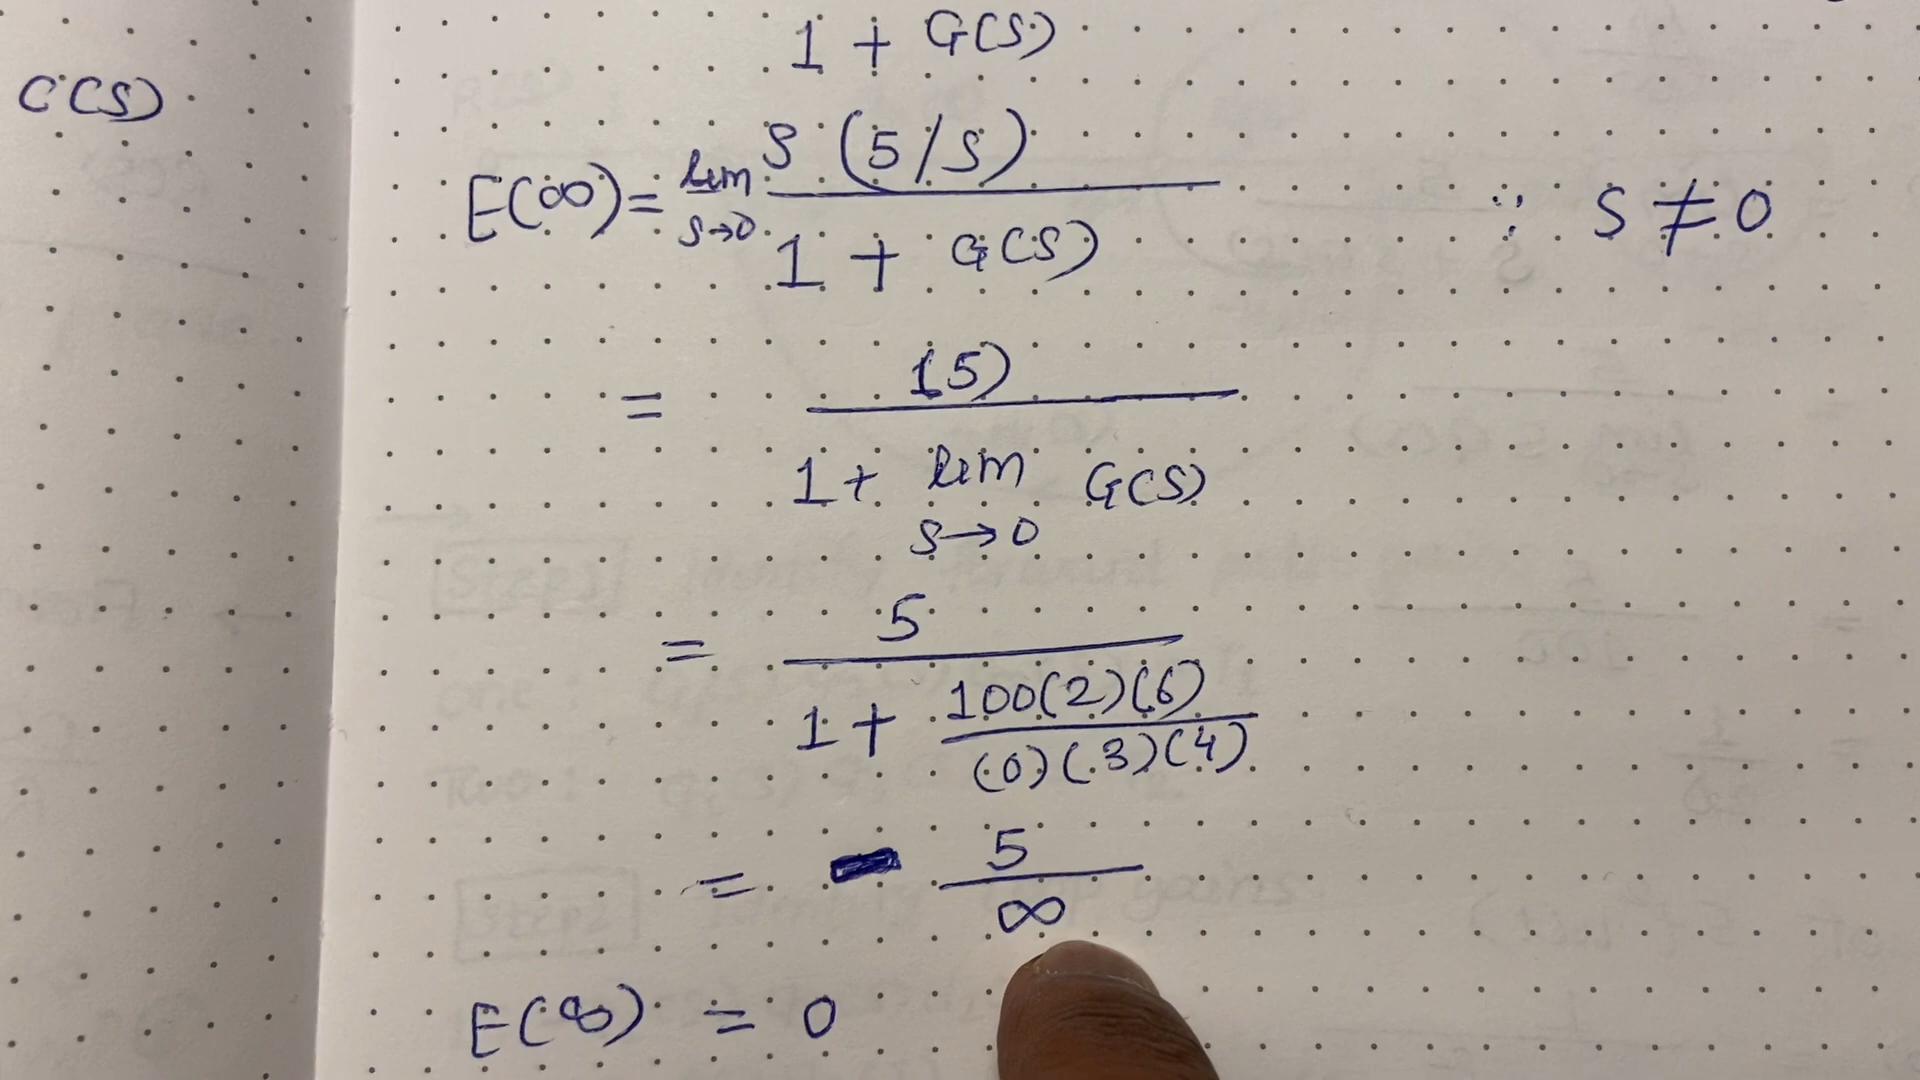 C(S)
1 + G(S)
E(∞) = lim S→0 S (5/S) / 1 + G(S) ∵ S ≠ 0
= (5) / 1 + lim S→0 G(S)
= 5 / 1 + 100(2)(6) / (0)(3)(4)
= 5 / ∞
E(∞) = 0